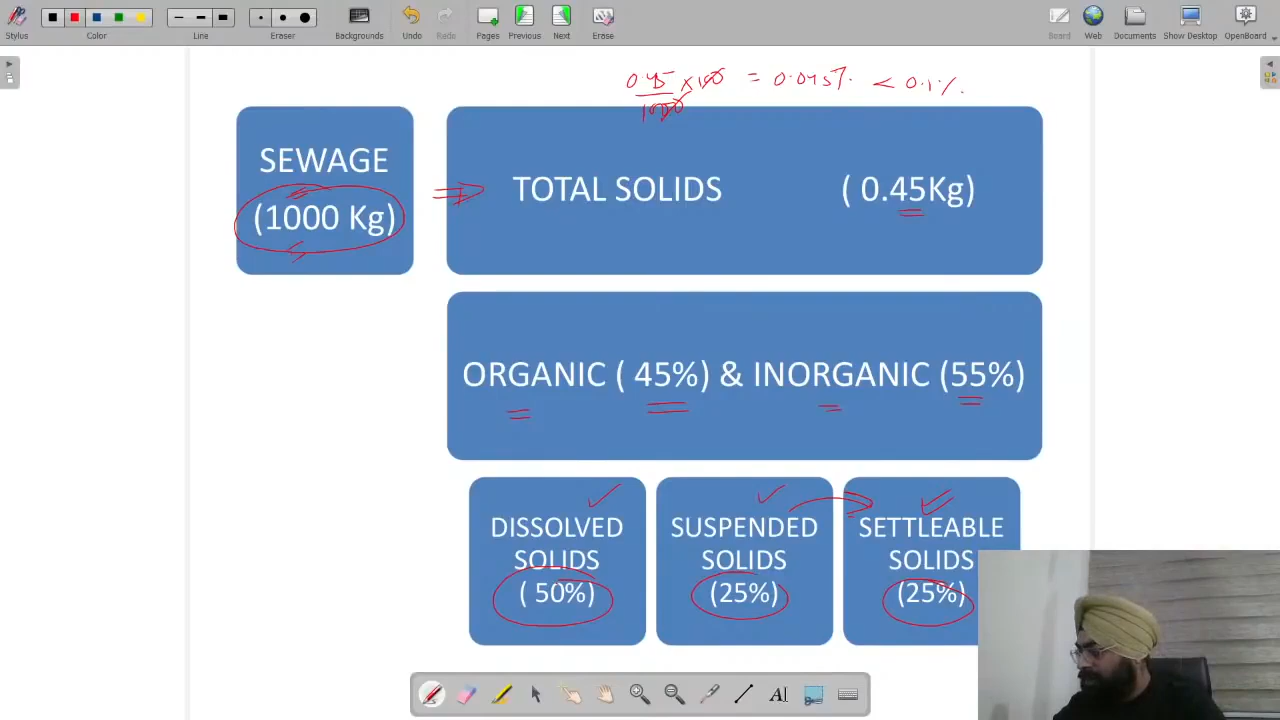 Stylus
Color
Line
Eraser
Backgrounds
Undo
Redo
Pages
Previous
Next
Erase
Board
Web
Documents
Show Desktop
OpenBoard
0.45/1000 × 100 = 0.045% < 0.1%.
SEWAGE
(1000 Kg)
TOTAL SOLIDS ( 0.45Kg)
ORGANIC ( 45%) & INORGANIC (55%)
DISSOLVED
SOLIDS
( 50%)
SUSPENDED
SOLIDS
(25%)
SETTLEABLE
SOLIDS
(25%)